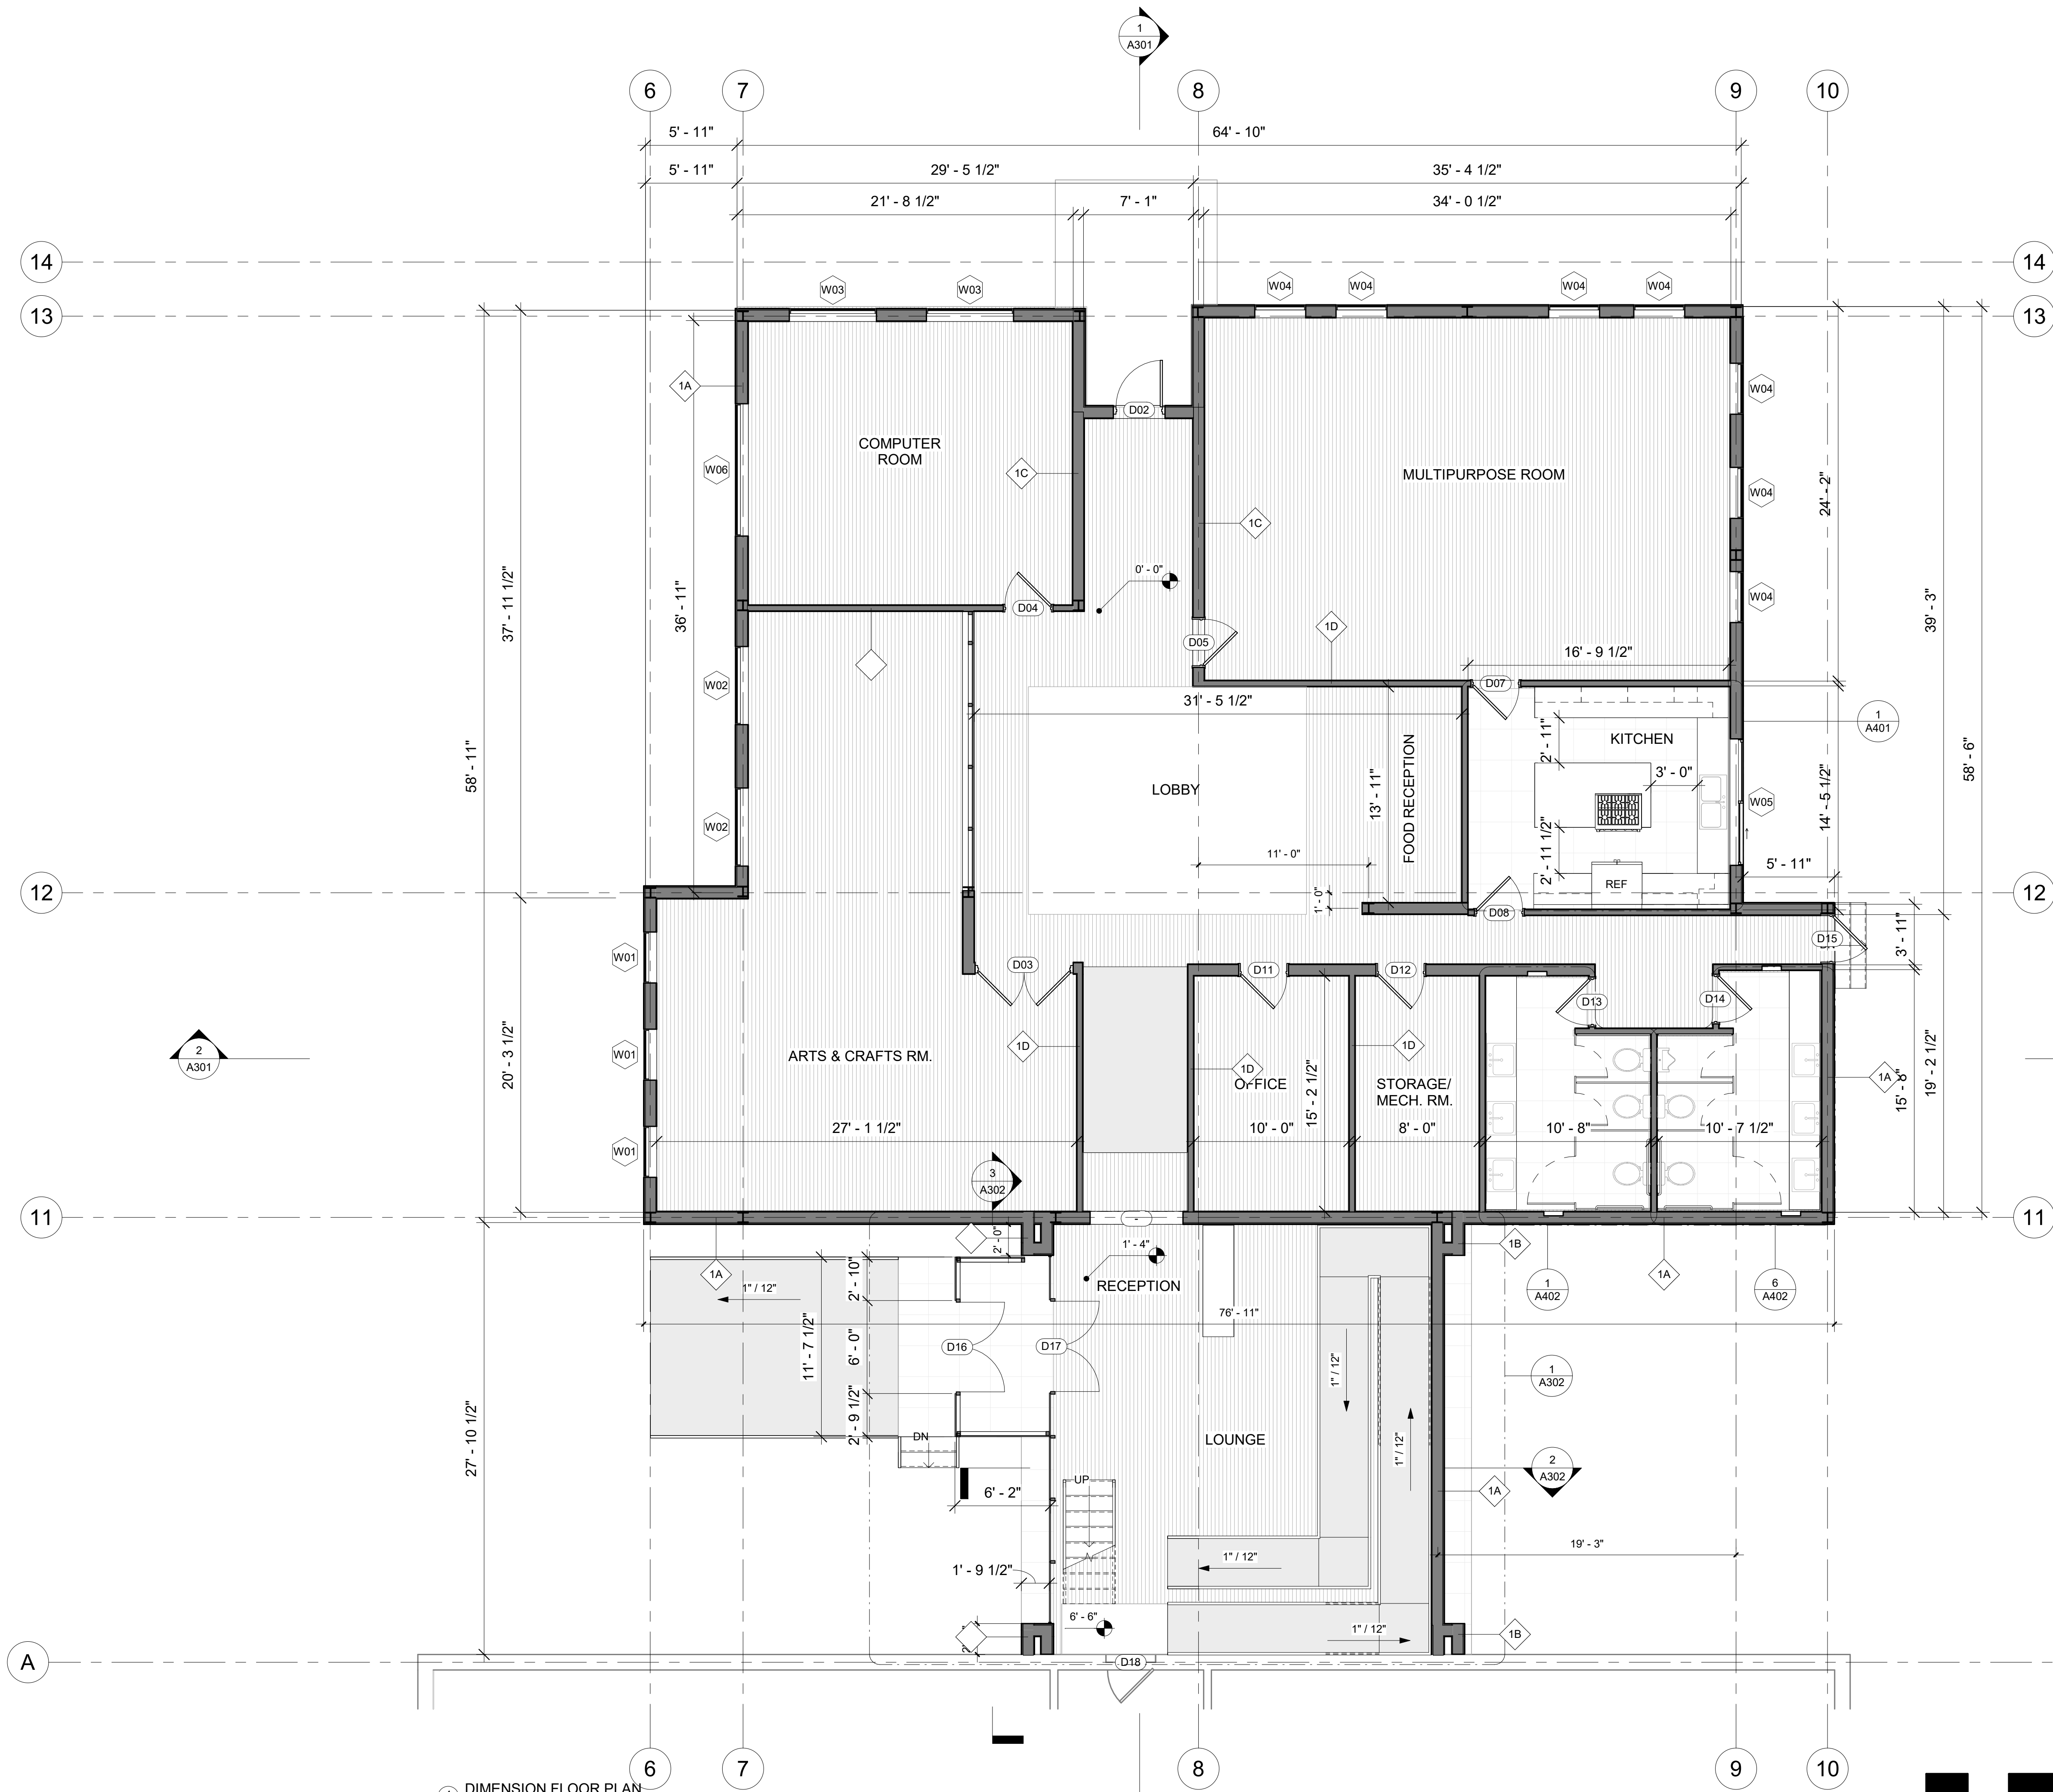 1
A301
6
7
8
9
10
5' - 11"
64' - 10"
5' - 11"
29' - 5 1/2"
35' - 4 1/2"
21' - 8 1/2"
7' - 1"
34' - 0 1/2"
14
14
W03
W03
W04
W04
W04
W04
13
13
1A
W04
D02
COMPUTER
ROOM
W06
1C
MULTIPURPOSE ROOM
W04
24' - 2"
1C
0' - 0"
37' - 11 1/2"
36' - 11"
D04
W04
39' - 3"
1D
D05
16' - 9 1/2"
W02
D07
31' - 5 1/2"
1
A401
58' - 11"
2' - 11"
KITCHEN
58' - 6"
3' - 0"
LOBBY
13' - 11"
FOOD RECEPTION
W05
14' - 5 1/2"
W02
2' - 11 1/2"
11' - 0"
5' - 11"
REF
12
1' - 0"
12
D08
D15
3' - 11"
W01
D03
D11
D12
D13
D14
2
A301
20' - 3 1/2"
W01
ARTS & CRAFTS RM.
1D
1D
1D
OFFICE
15' - 2 1/2"
STORAGE/
MECH. RM.
1A
15' - 8"
19' - 2 1/2"
27' - 1 1/2"
10' - 0"
8' - 0"
10' - 8"
10' - 7 1/2"
W01
3
A302
11
-
11
2' - 0"
1' - 4"
1B
1A
2' - 10"
RECEPTION
1A
1" / 12"
1
A402
6
A402
76' - 11"
11' - 7 1/2"
6' - 0"
D16
D17
1" / 12"
1
A302
2' - 9 1/2"
27' - 10 1/2"
DN
LOUNGE
1" / 12"
2
A302
UP
6' - 2"
1A
19' - 3"
1' - 9 1/2"
1" / 12"
6' - 6"
1" / 12"
1B
A
D18
6
7
8
9
10
DIMENSION FLOOR PLAN